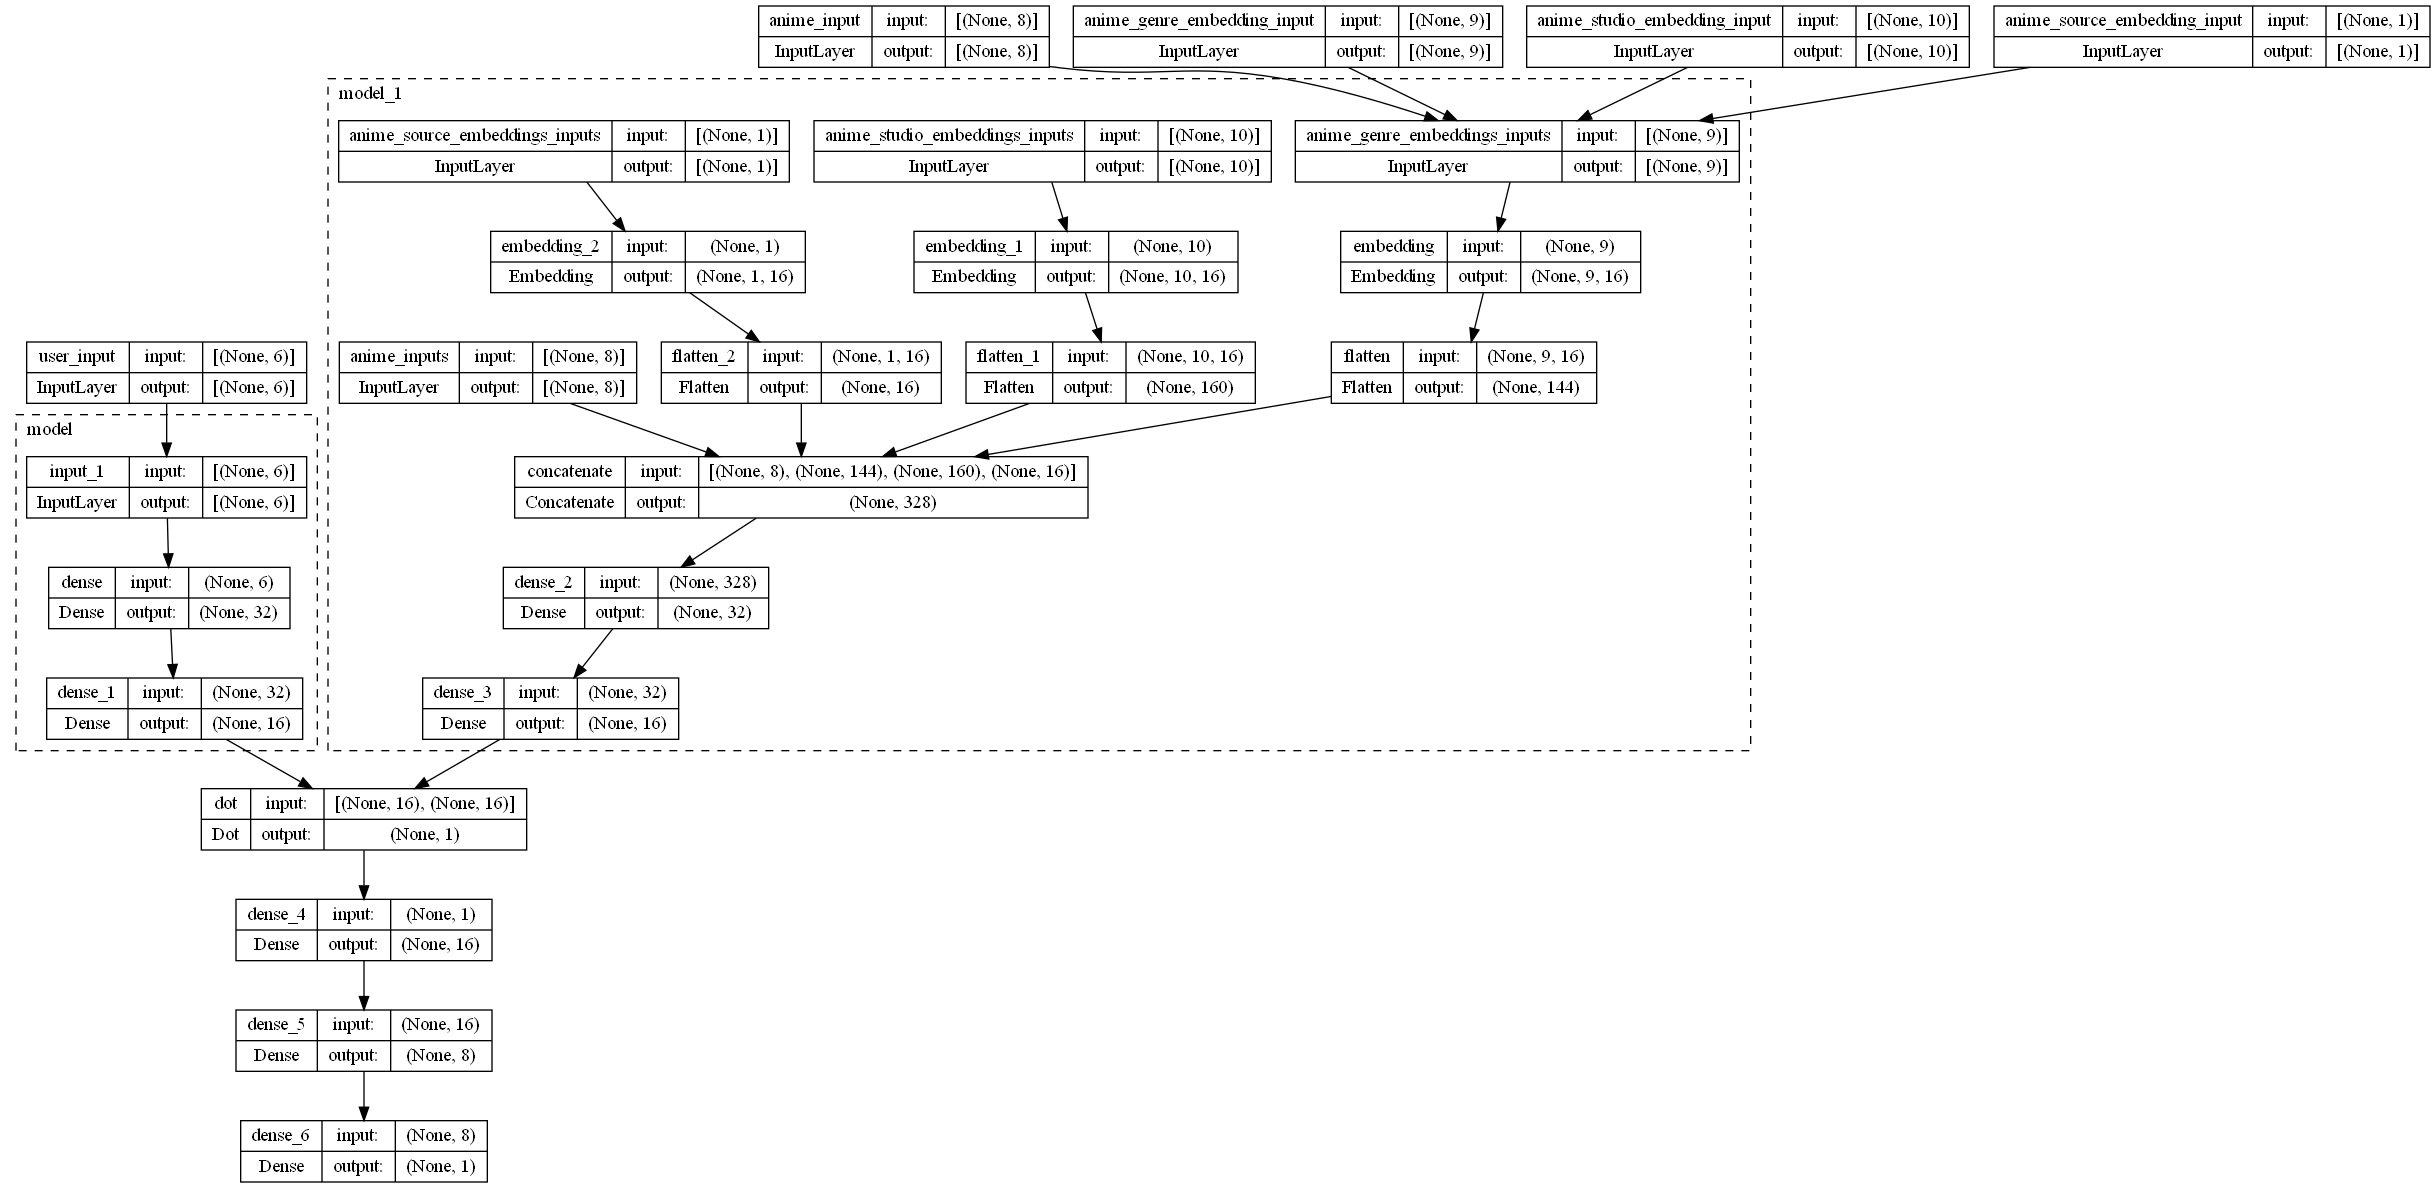 anime_input input: [(None, 8)]
InputLayer output: [(None, 8)]
anime_genre_embedding_input input: [(None, 9)]
InputLayer output: [(None, 9)]
anime_studio_embedding_input input: [(None, 10)]
InputLayer output: [(None, 10)]
anime_source_embedding_input input: [(None, 1)]
InputLayer output: [(None, 1)]
model_1
anime_source_embeddings_inputs input: [(None, 1)]
InputLayer output: [(None, 1)]
anime_studio_embeddings_inputs input: [(None, 10)]
InputLayer output: [(None, 10)]
anime_genre_embeddings_inputs input: [(None, 9)]
InputLayer output: [(None, 9)]
embedding_2 input: (None, 1)
Embedding output: (None, 1, 16)
embedding_1 input: (None, 10)
Embedding output: (None, 10, 16)
embedding input: (None, 9)
Embedding output: (None, 9, 16)
user_input input: [(None, 6)]
InputLayer output: [(None, 6)]
anime_inputs input: [(None, 8)]
InputLayer output: [(None, 8)]
flatten_2 input: (None, 1, 16)
Flatten output: (None, 16)
flatten_1 input: (None, 10, 16)
Flatten output: (None, 160)
flatten input: (None, 9, 16)
Flatten output: (None, 144)
model
input_1 input: [(None, 6)]
InputLayer output: [(None, 6)]
concatenate input: [(None, 8), (None, 144), (None, 160), (None, 16)]
Concatenate output: (None, 328)
dense input: (None, 6)
Dense output: (None, 32)
dense_2 input: (None, 328)
Dense output: (None, 32)
dense_1 input: (None, 32)
Dense output: (None, 16)
dense_3 input: (None, 32)
Dense output: (None, 16)
dot input: [(None, 16), (None, 16)]
Dot output: (None, 1)
dense_4 input: (None, 1)
Dense output: (None, 16)
dense_5 input: (None, 16)
Dense output: (None, 8)
dense_6 input: (None, 8)
Dense output: (None, 1)